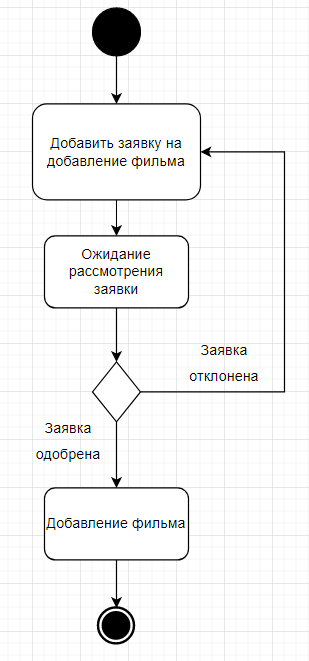 Добавить заявку на
добавление фильма
Ожидание
рассмотрения
заявки
Заявка
отклонена
Заявка
одобрена
Добавление фильма